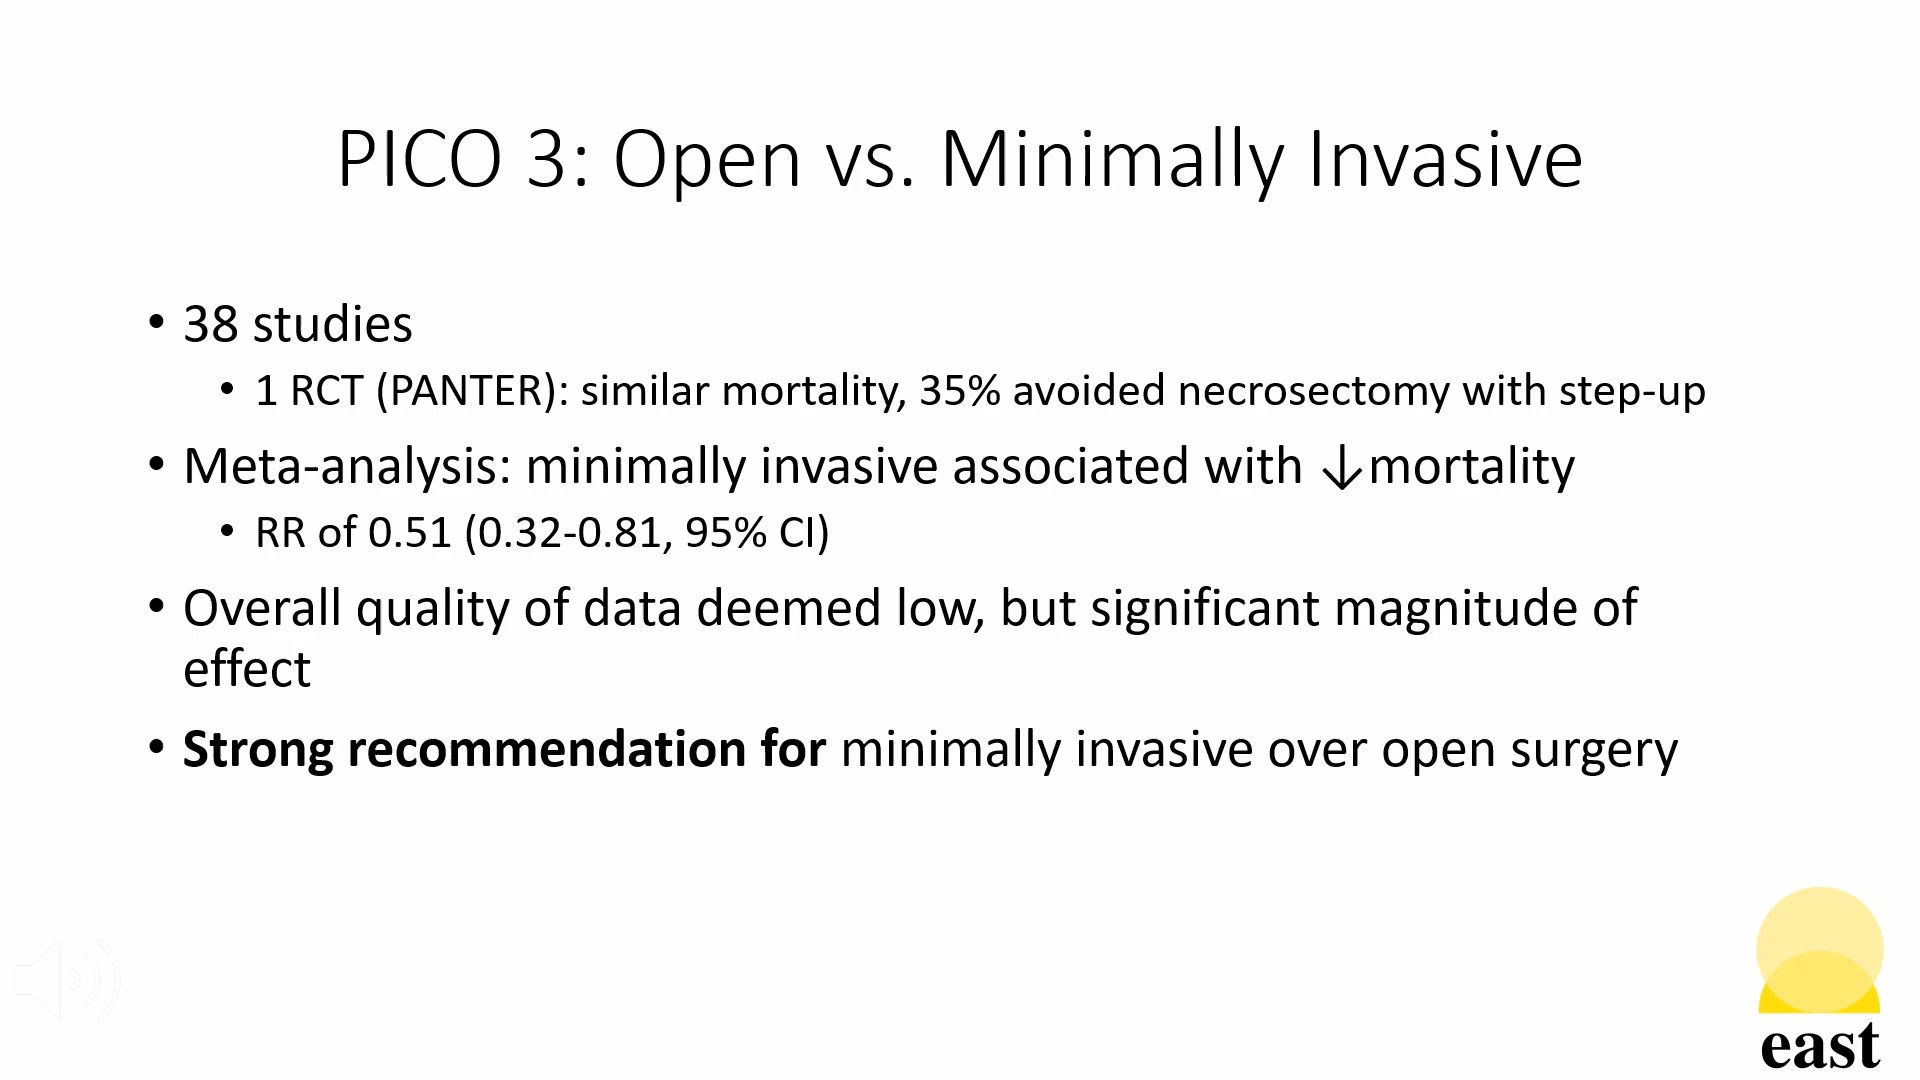 PICO 3: Open vs. Minimally Invasive
• 38 studies
• 1 RCT (PANTER): similar mortality, 35% avoided necrosectomy with step-up
• Meta-analysis: minimally invasive associated with ↓mortality
• RR of 0.51 (0.32-0.81, 95% CI)
• Overall quality of data deemed low, but significant magnitude of
effect
• Strong recommendation for minimally invasive over open surgery
east